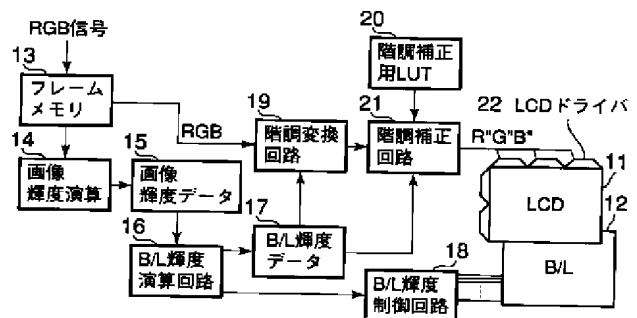 RGB信号
13
フレーム
メモリ
14
画像
輝度演算
15
画像
輝度データ
16
B/L輝度
演算回路
17
B/L輝度
データ
18
B/L輝度
制御回路
RGB
19
階調変換
回路
20
階調補正
用LUT
21
階調補正
回路
R"G"B"
22 LCDドライバ
11
LCD
12
B/L